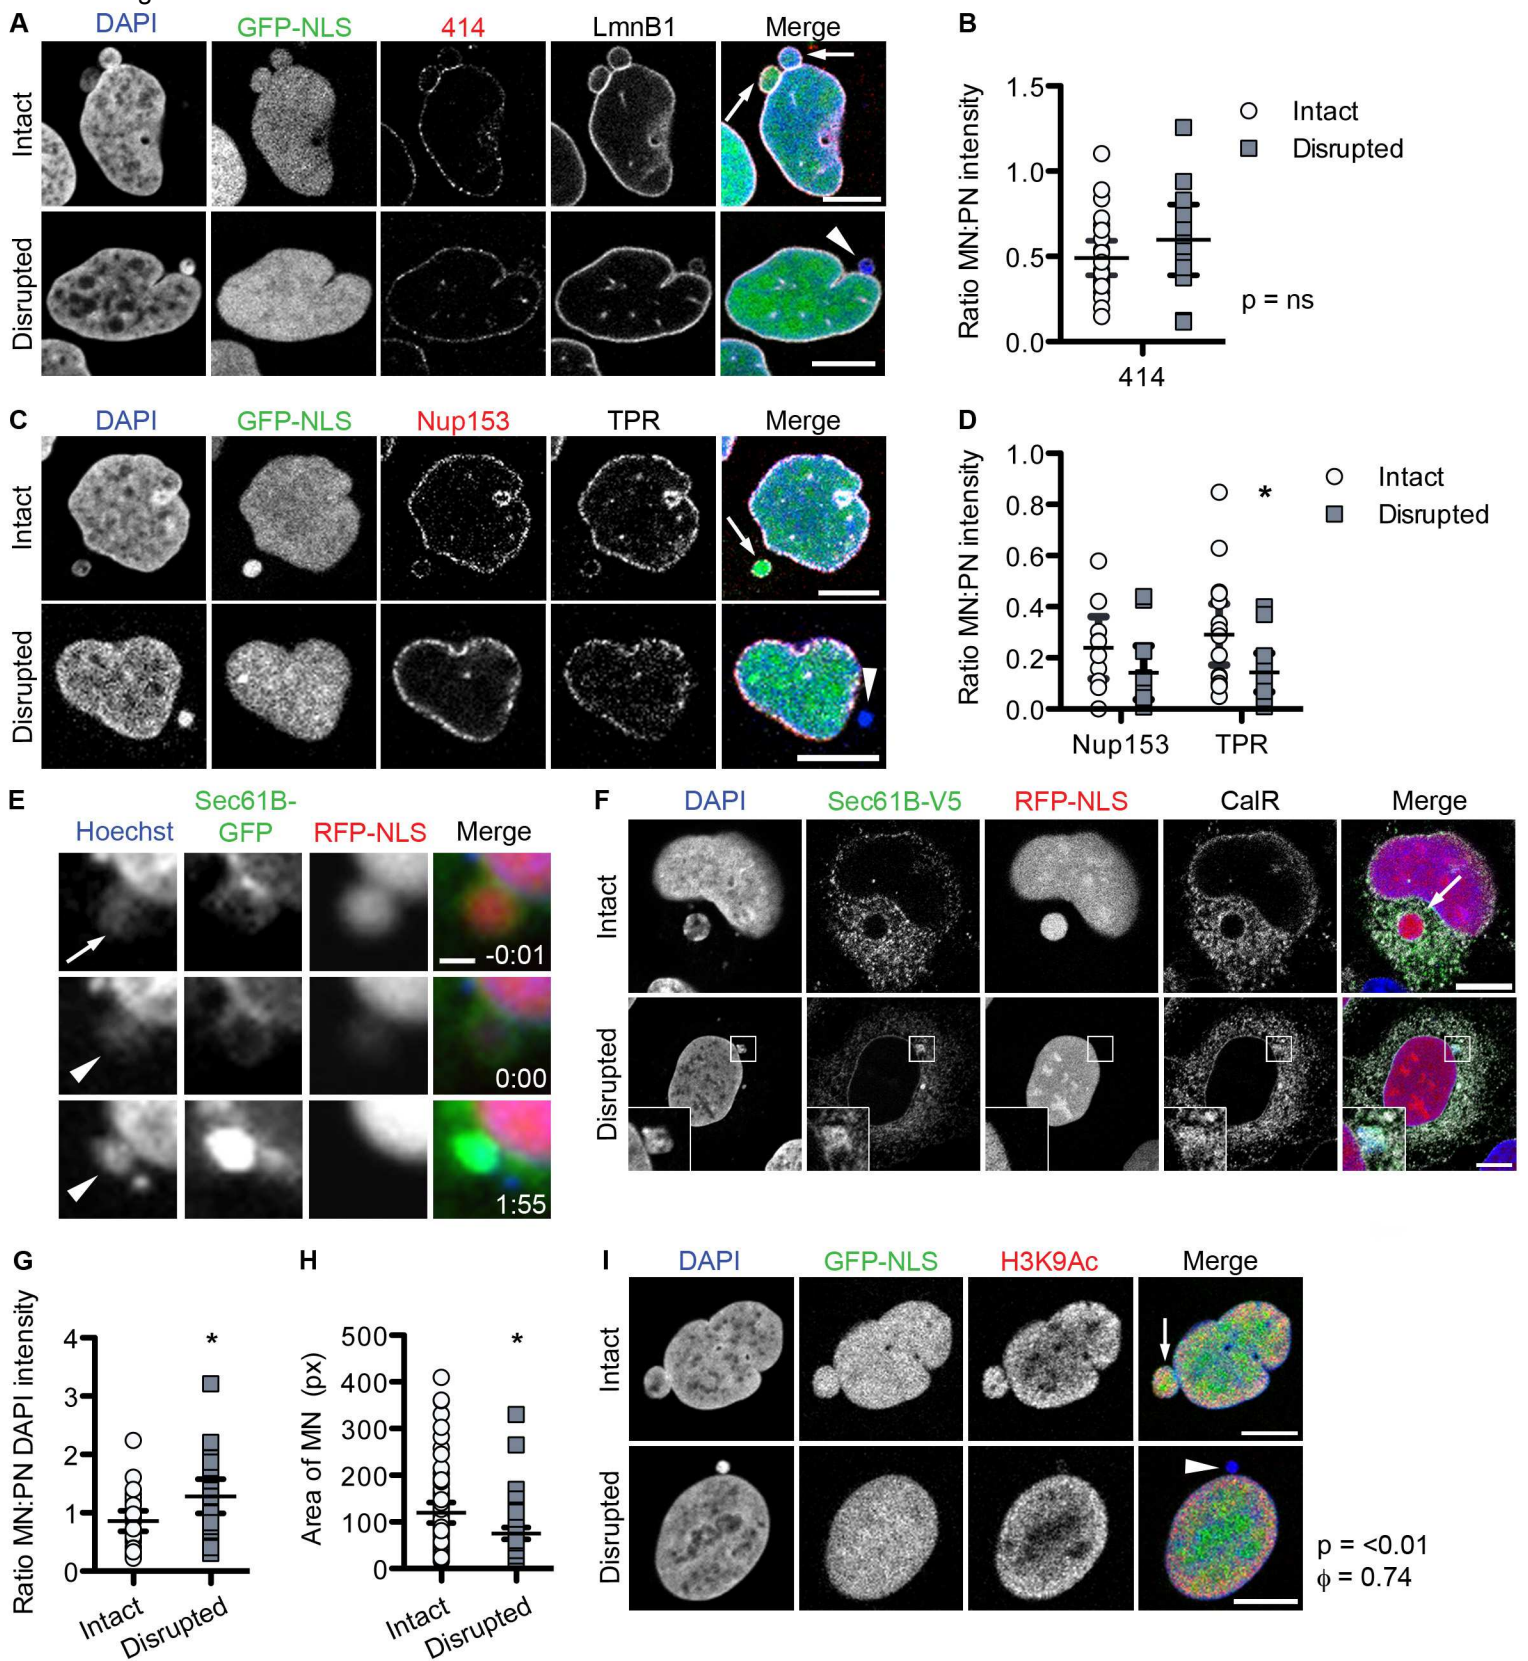 A
DAPI GFP-NLS 414 LmnB1 Merge
Intact
Disrupted
B
Ratio MN:PN intensity
1.5
1.0
0.5
0.0
414
Intact
Disrupted
p = ns
C
DAPI GFP-NLS Nup153 TPR Merge
Intact
Disrupted
D
Ratio MN:PN intensity
1.0
0.8
0.6
0.4
0.2
0.0
*
Nup153 TPR
Intact
Disrupted
E
Hoechst Sec61B-GFP RFP-NLS Merge
-0:01
0:00
1:55
F
DAPI Sec61B-V5 RFP-NLS CalR Merge
Intact
Disrupted
G
Ratio MN:PN DAPI intensity
4
3
2
1
0
*
Intact
Disrupted
H
Area of MN (px)
500
400
300
200
100
0
*
Intact
Disrupted
I
DAPI GFP-NLS H3K9Ac Merge
Intact
Disrupted
p = <0.01
ϕ = 0.74